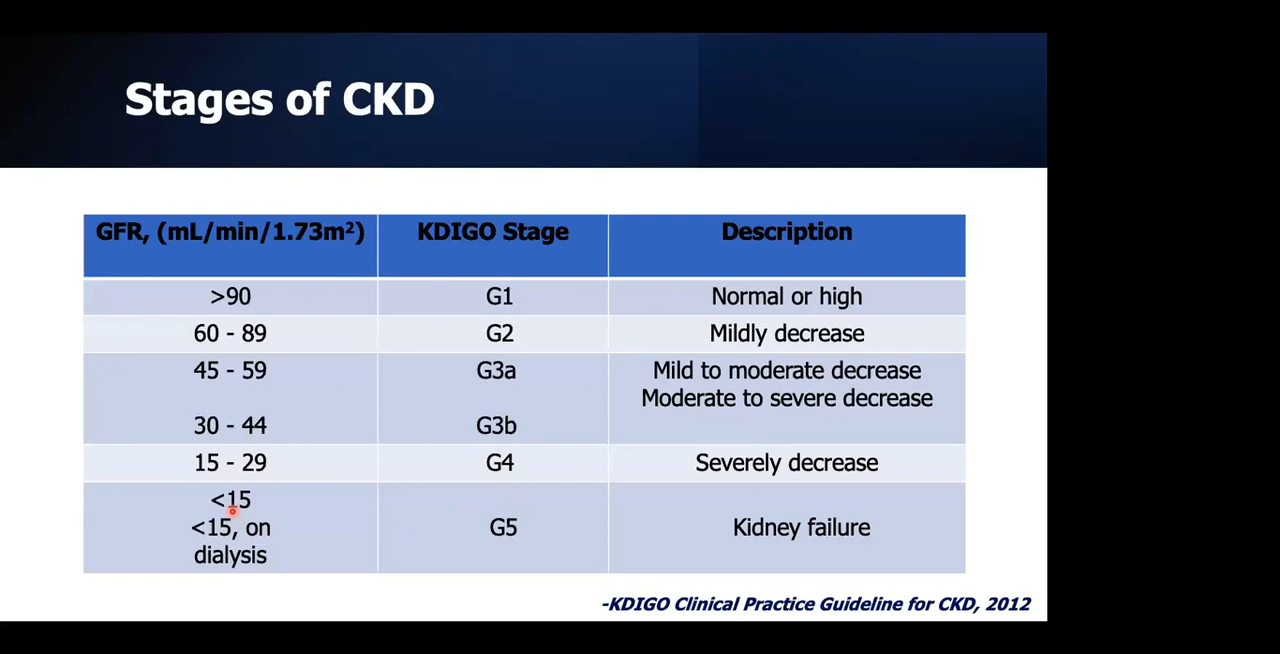 Stages of CKD
GFR, (mL/min/1.73m²) KDIGO Stage Description
>90 G1 Normal or high
60 - 89 G2 Mildly decrease
45 - 59 G3a Mild to moderate decrease
Moderate to severe decrease
30 - 44 G3b
15 - 29 G4 Severely decrease
<15
<15, on G5 Kidney failure
dialysis
-KDIGO Clinical Practice Guideline for CKD, 2012